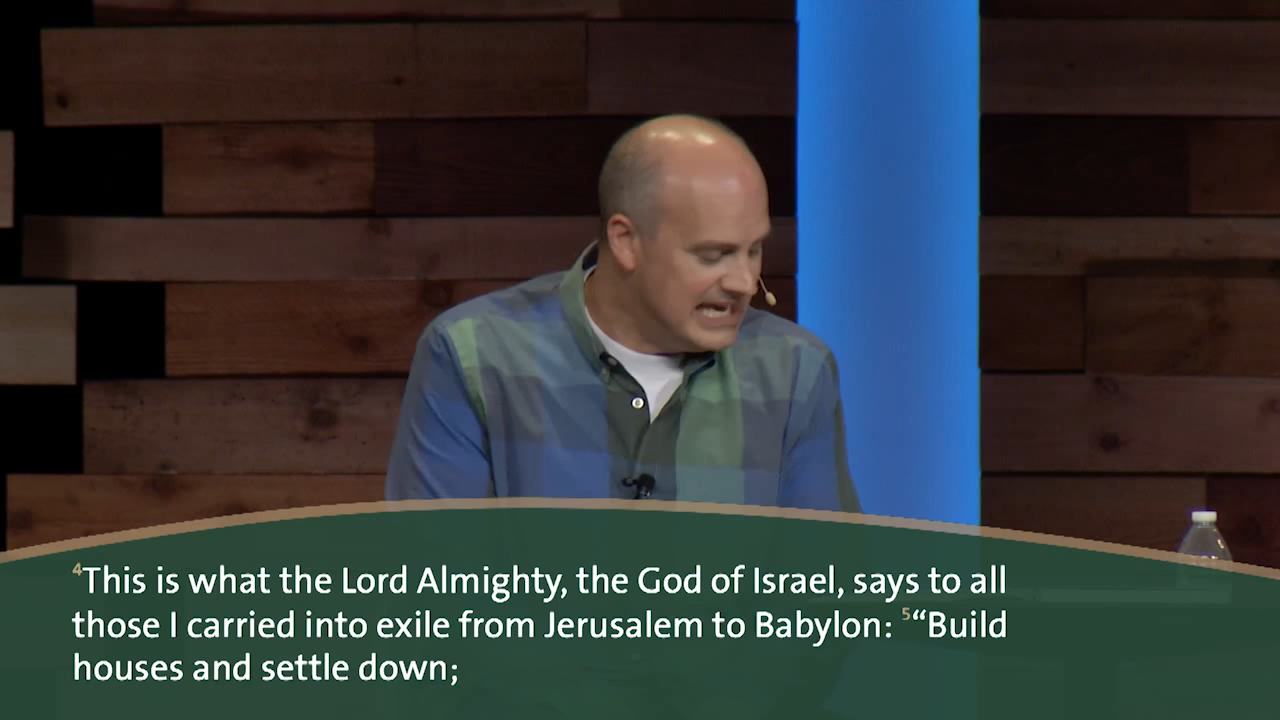 ⁴This is what the Lord Almighty, the God of Israel, says to all
those I carried into exile from Jerusalem to Babylon: ⁵“Build
houses and settle down;